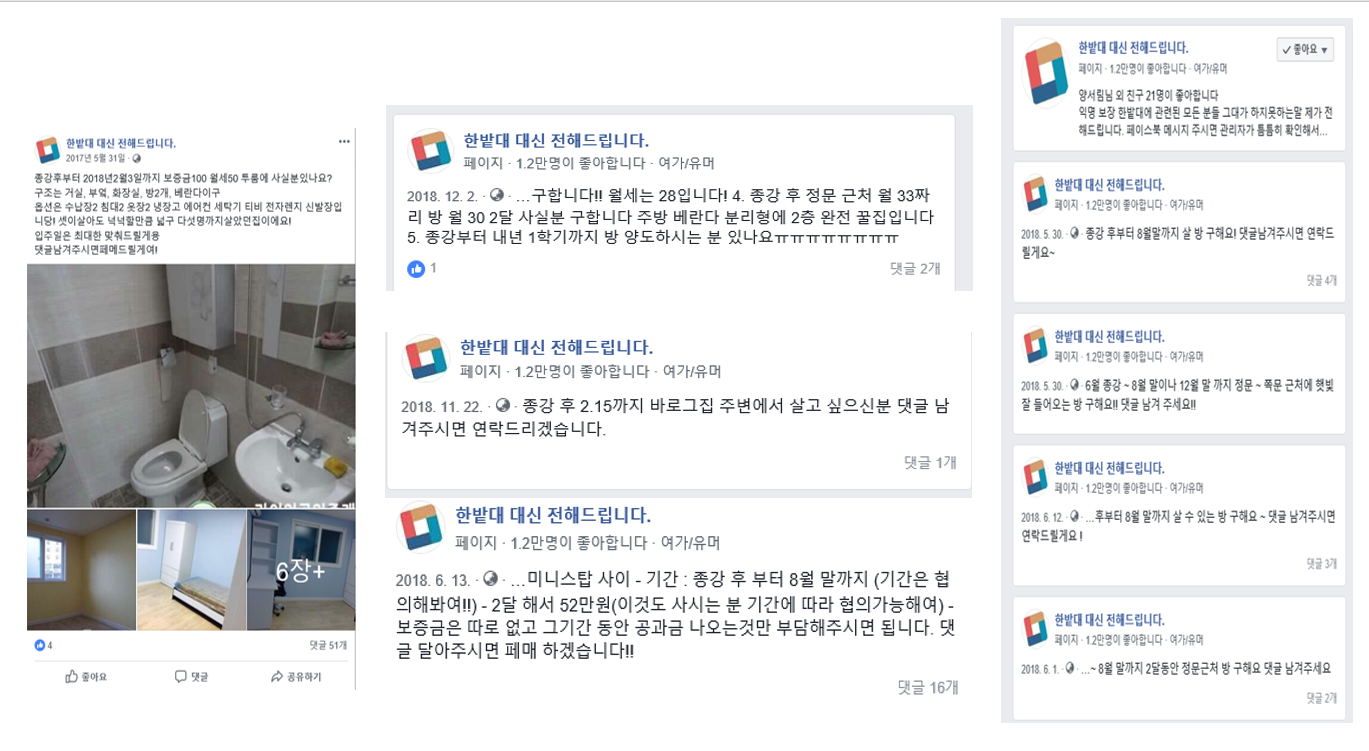 한밭대 대신 전해드립니다.
2017년 5월 31일 ·
종강후부터 2018년2월3일까지 보증금100 월세50 투룸에 사실분있나요?
구조는 거실, 부엌, 화장실, 방2개, 베란다이구
옵션은 수납장2 침대2 옷장2 냉장고 에어컨 세탁기 티비 전자렌지 신발장입
니당! 셋이살아도 넉넉할만큼 넓구 다섯명까지살았던집이에요!
입주일은 최대한 맞춰드릴게용
댓글남겨주시면페메드릴게여!
6장+
4
댓글 51개
좋아요 댓글 공유하기
한밭대 대신 전해드립니다.
페이지 · 1.2만명이 좋아합니다 · 여가/유머
2018. 12. 2. · …구합니다!! 월세는 28입니다! 4. 종강 후 정문 근처 월 33짜
리 방 월 30 2달 사실분 구합니다 주방 베란다 분리형에 2층 완전 꿀집입니다
5. 종강부터 내년 1학기까지 방 양도하시는 분 있나요ㅠㅠㅠㅠㅠㅠㅠㅠ
1
댓글 2개
한밭대 대신 전해드립니다.
페이지 · 1.2만명이 좋아합니다 · 여가/유머
2018. 11. 22. · 종강 후 2.15까지 바로그집 주변에서 살고 싶으신분 댓글 남
겨주시면 연락드리겠습니다.
댓글 1개
한밭대 대신 전해드립니다.
페이지 · 1.2만명이 좋아합니다 · 여가/유머
2018. 6. 13. · …미니스탑 사이 - 기간 : 종강 후 부터 8월 말까지 (기간은 협
의해봐여!!) - 2달 해서 52만원(이것도 사시는 분 기간에 따라 협의가능해여) -
보증금은 따로 없고 그기간 동안 공과금 나오는것만 부담해주시면 됩니다. 댓
글 달아주시면 페매 하겠습니다!!
댓글 16개
한밭대 대신 전해드립니다.
✓ 좋아요 ▼
페이지 · 1.2만명이 좋아합니다 · 여가/유머
양서림님 외 친구 21명이 좋아합니다
익명 보장 한밭대에 관련된 모든 분들 그대가 하지못하는말 제가 전
해드립니다. 페이스북 메시지 주시면 관리자가 틈틈히 확인해서...
한밭대 대신 전해드립니다.
페이지 · 1.2만명이 좋아합니다 · 여가/유머
2018. 5. 30. · 종강 후부터 8월말까지 살 방 구해요! 댓글남겨주시면 연락드
릴게요~
댓글 4개
한밭대 대신 전해드립니다.
페이지 · 1.2만명이 좋아합니다 · 여가/유머
2018. 5. 30. · 6월 종강 ~ 8월 말이나 12월 말 까지 정문 ~ 쪽문 근처에 햇빛
잘 들어오는 방 구해요!! 댓글 남겨 주세요!!
한밭대 대신 전해드립니다.
페이지 · 1.2만명이 좋아합니다 · 여가/유머
2018. 6. 12. · …후부터 8월 말까지 살 수 있는 방 구해요 ~ 댓글 남겨주시면
연락드릴게요 !
댓글 3개
한밭대 대신 전해드립니다.
페이지 · 1.2만명이 좋아합니다 · 여가/유머
2018. 6. 1. · …~ 8월 말까지 2달동안 정문근처 방 구해요 댓글 남겨주세요
댓글 2개